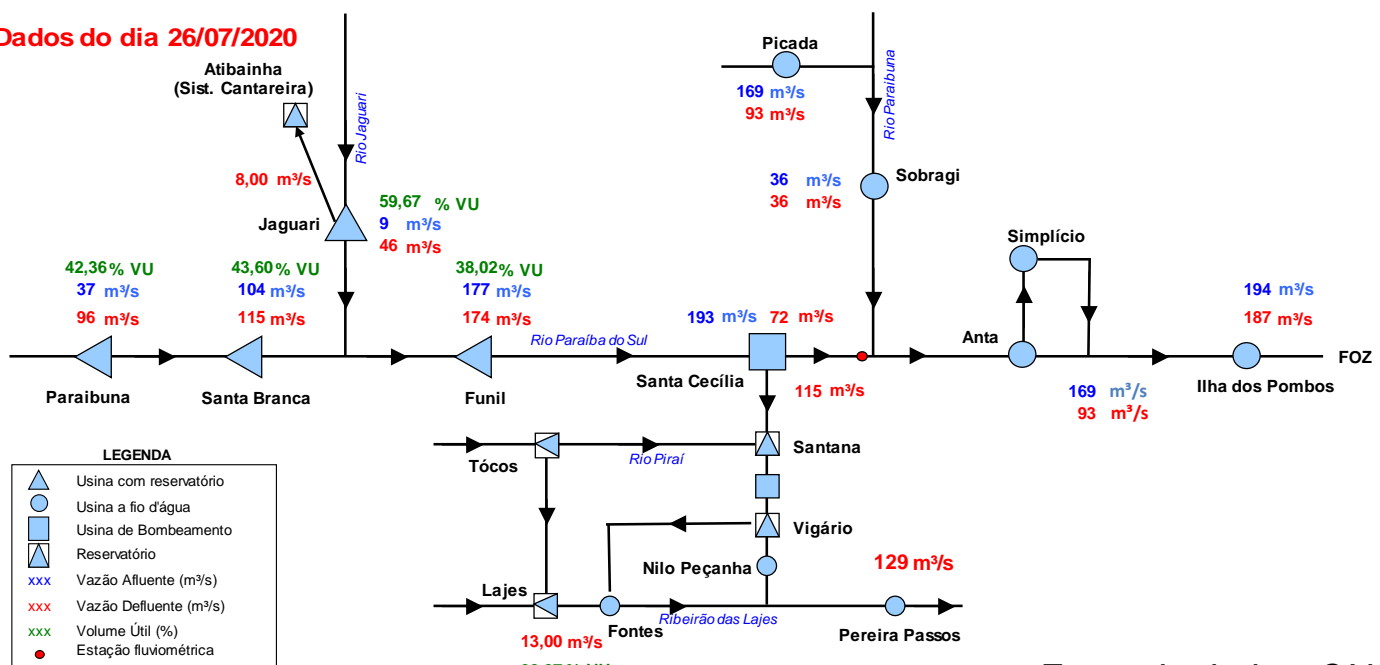 Dados do dia 26/07/2020
Picada
Atibainha
(Sist. Cantareira)
169 m³/s
93 m³/s
Rio Jaguari
Rio Paraibuna
8,00 m³/s
Sobragi
36 m³/s
36 m³/s
59,67 % VU
9 m³/s
46 m³/s
Jaguari
Simplício
42,36 % VU
37 m³/s
96 m³/s
43,60 % VU
104 m³/s
115 m³/s
38,02 % VU
177 m³/s
174 m³/s
194 m³/s
187 m³/s
193 m³/s 72 m³/s
Rio Paraíba do Sul
Anta
FOZ
Paraibuna
Santa Branca
Funil
Santa Cecília
115 m³/s
169 m³/s
93 m³/s
Ilha dos Pombos
LEGENDA
Usina com reservatório
Usina a fio d'água
Usina de Bombeamento
Reservatório
xxx Vazão Afluente (m³/s)
xxx Vazão Defluente (m³/s)
xxx Volume Útil (%)
Estação fluviométrica
Tócos
Rio Piraí
Santana
Vigário
Nilo Peçanha
129 m³/s
Lajes
Fontes
Ribeirão das Lajes
Pereira Passos
13,00 m³/s